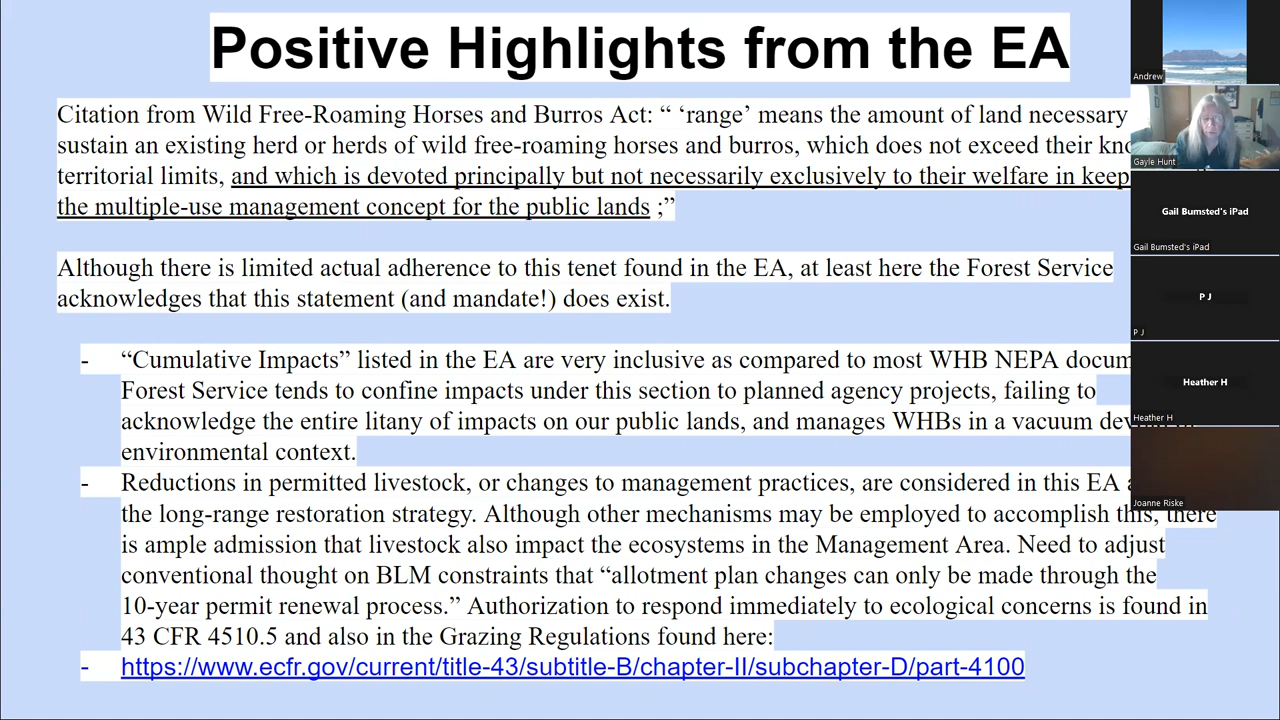 Positive Highlights from the EA
Citation from Wild Free-Roaming Horses and Burros Act: “ ‘range’ means the amount of land necessary
sustain an existing herd or herds of wild free-roaming horses and burros, which does not exceed their
territorial limits, and which is devoted principally but not necessarily exclusively to their welfare in
the multiple-use management concept for the public lands ;”
Although there is limited actual adherence to this tenet found in the EA, at least here the Forest Service
acknowledges that this statement (and mandate!) does exist.
- “Cumulative Impacts” listed in the EA are very inclusive as compared to most WHB NEPA
Forest Service tends to confine impacts under this section to planned agency projects, failing to
acknowledge the entire litany of impacts on our public lands, and manages WHBs in a vacuum
environmental context.
- Reductions in permitted livestock, or changes to management practices, are considered in this EA
the long-range restoration strategy. Although other mechanisms may be employed to accomplish this, there
is ample admission that livestock also impact the ecosystems in the Management Area. Need to adjust
conventional thought on BLM constraints that “allotment plan changes can only be made through the
10-year permit renewal process.” Authorization to respond immediately to ecological concerns is found in
43 CFR 4510.5 and also in the Grazing Regulations found here:
- https://www.ecfr.gov/current/title-43/subtitle-B/chapter-II/subchapter-D/part-4100
Andrew
Gayle Hunt
Gail Bumsted's iPad
Gail Bumsted's iPad
P J
P J
Heather H
Heather H
Joanne Riske